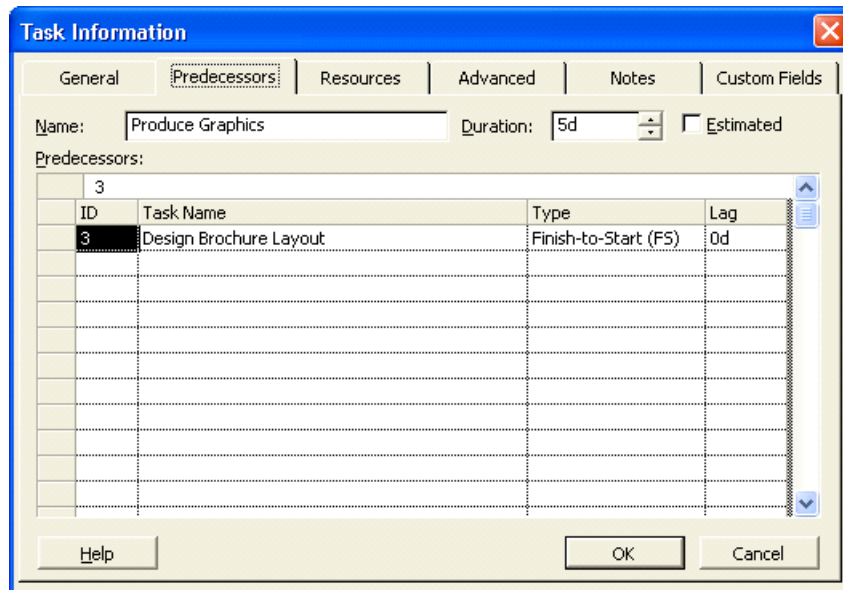 Task Information
General Predecessors Resources Advanced Notes Custom Fields
Name: Produce Graphics Duration: 5d Estimated
Predecessors:
3
ID Task Name Type Lag
3 Design Brochure Layout Finish-to-Start (FS) 0d
Help OK Cancel